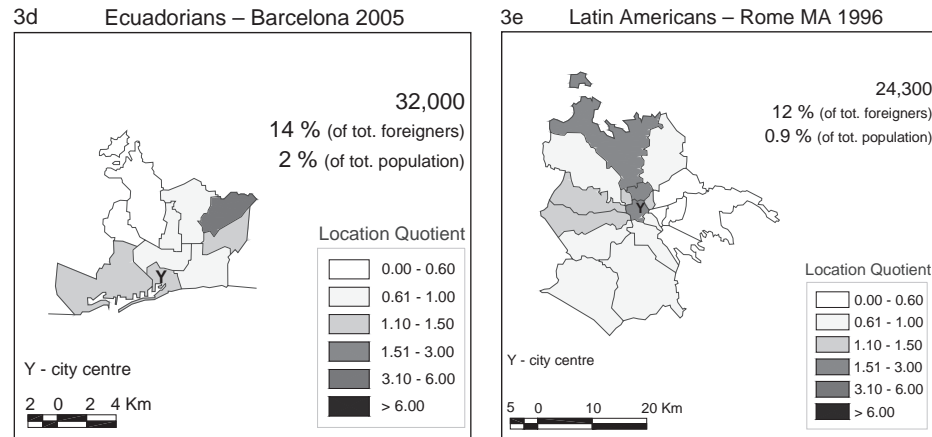 3d Ecuadorians – Barcelona 2005
32,000
14 % (of tot. foreigners)
2 % (of tot. population)
Y
Location Quotient
0.00 - 0.60
0.61 - 1.00
1.10 - 1.50
1.51 - 3.00
3.10 - 6.00
> 6.00
Y - city centre
2 0 2 4 Km
3e Latin Americans – Rome MA 1996
24,300
12 % (of tot. foreigners)
0.9 % (of tot. population)
Y
Location Quotient
0.00 - 0.60
0.61 - 1.00
1.10 - 1.50
1.51 - 3.00
3.10 - 6.00
> 6.00
Y - city centre
5 0 10 20 Km